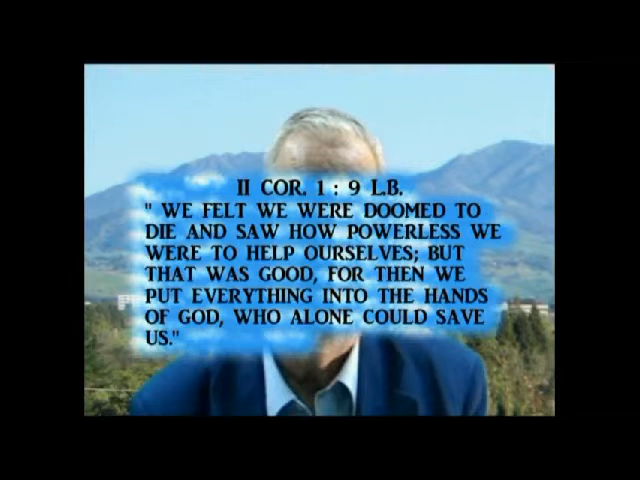 II COR. 1 : 9 L.B.
" WE FELT WE WERE DOOMED TO
DIE AND SAW HOW POWERLESS WE
WERE TO HELP OURSELVES; BUT
THAT WAS GOOD, FOR THEN WE
PUT EVERYTHING INTO THE HANDS
OF GOD, WHO ALONE COULD SAVE
US."